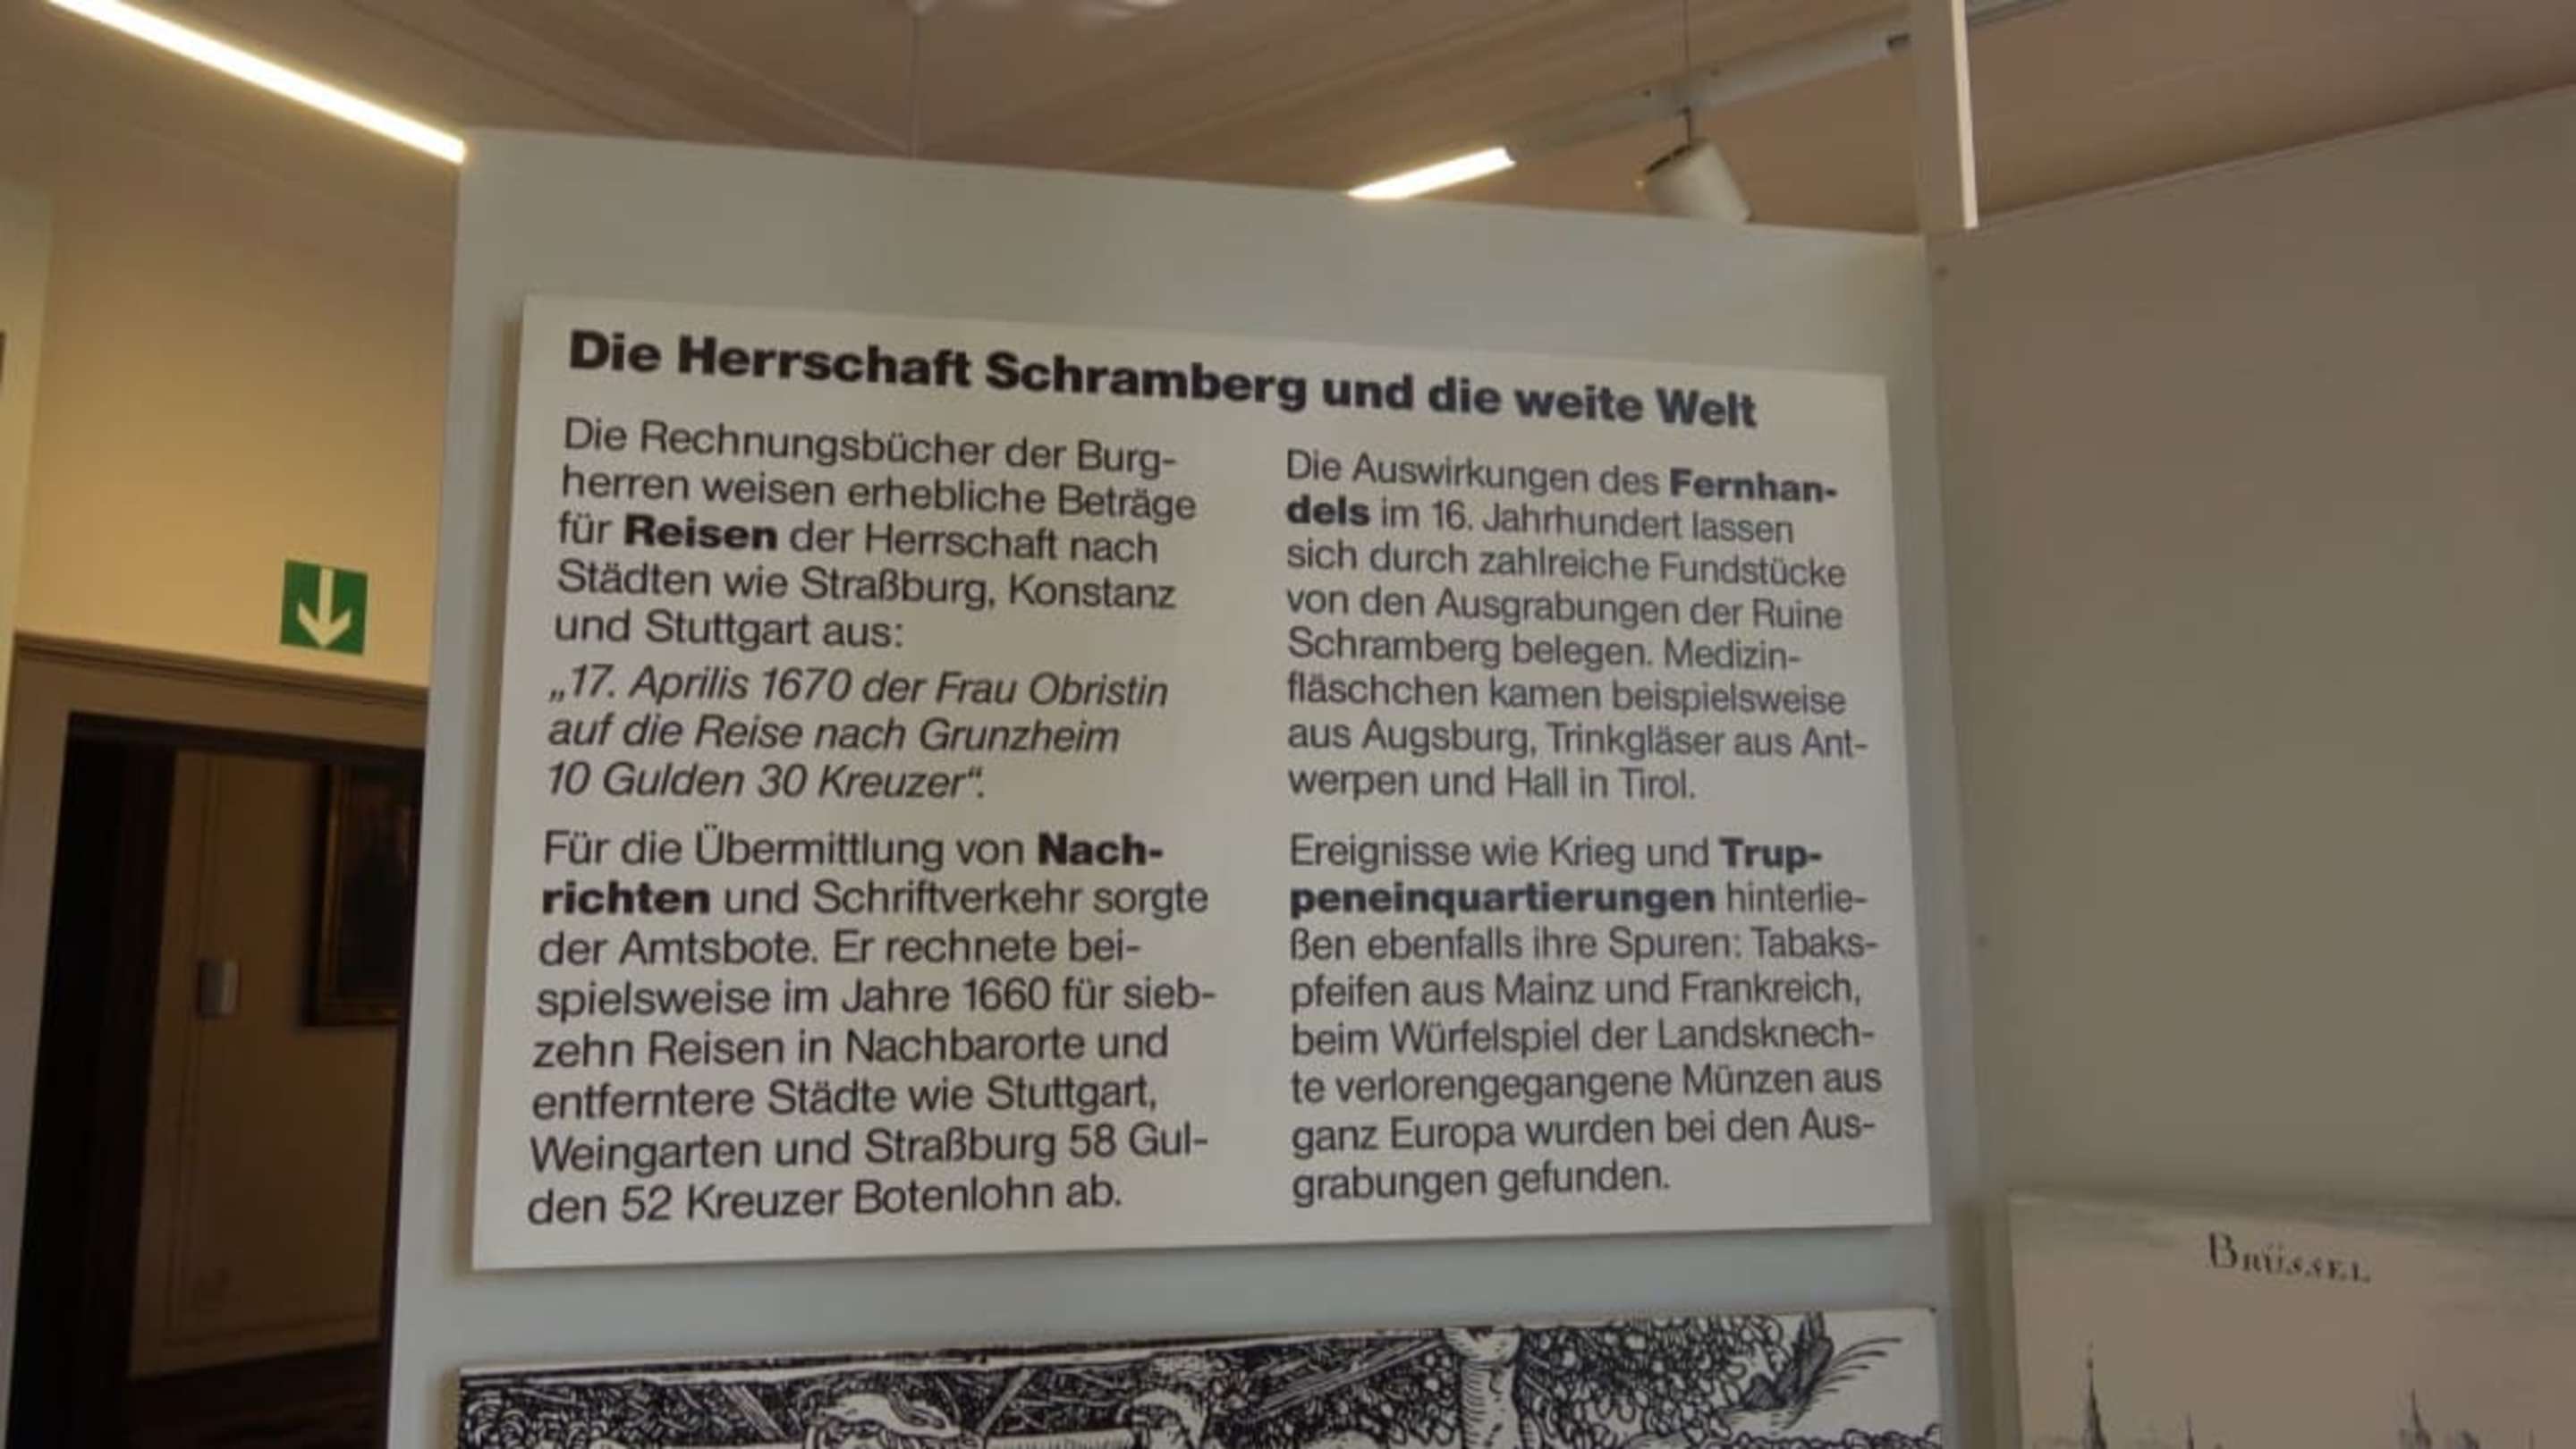 Die Herrschaft Schramberg und die weite Welt
Die Rechnungsbücher der Burg-
herren weisen erhebliche Beträge
für Reisen der Herrschaft nach
Städten wie Straßburg, Konstanz
und Stuttgart aus:
„17. Aprilis 1670 der Frau Obristin
auf die Reise nach Grunzheim
10 Gulden 30 Kreuzer“.
Für die Übermittlung von Nach-
richten und Schriftverkehr sorgte
der Amtsbote. Er rechnete bei-
spielsweise im Jahre 1660 für sieb-
zehn Reisen in Nachbarorte und
entferntere Städte wie Stuttgart,
Weingarten und Straßburg 58 Gul-
den 52 Kreuzer Botenlohn ab.
Die Auswirkungen des Fernhan-
dels im 16. Jahrhundert lassen
sich durch zahlreiche Fundstücke
von den Ausgrabungen der Ruine
Schramberg belegen. Medizin-
fläschchen kamen beispielsweise
aus Augsburg, Trinkgläser aus Ant-
werpen und Hall in Tirol.
Ereignisse wie Krieg und Trup-
peneinquartierungen hinterlie-
ßen ebenfalls ihre Spuren: Tabaks-
pfeifen aus Mainz und Frankreich,
beim Würfelspiel der Landsknech-
te verlorengegangene Münzen aus
ganz Europa wurden bei den Aus-
grabungen gefunden.
BRÜSSEL